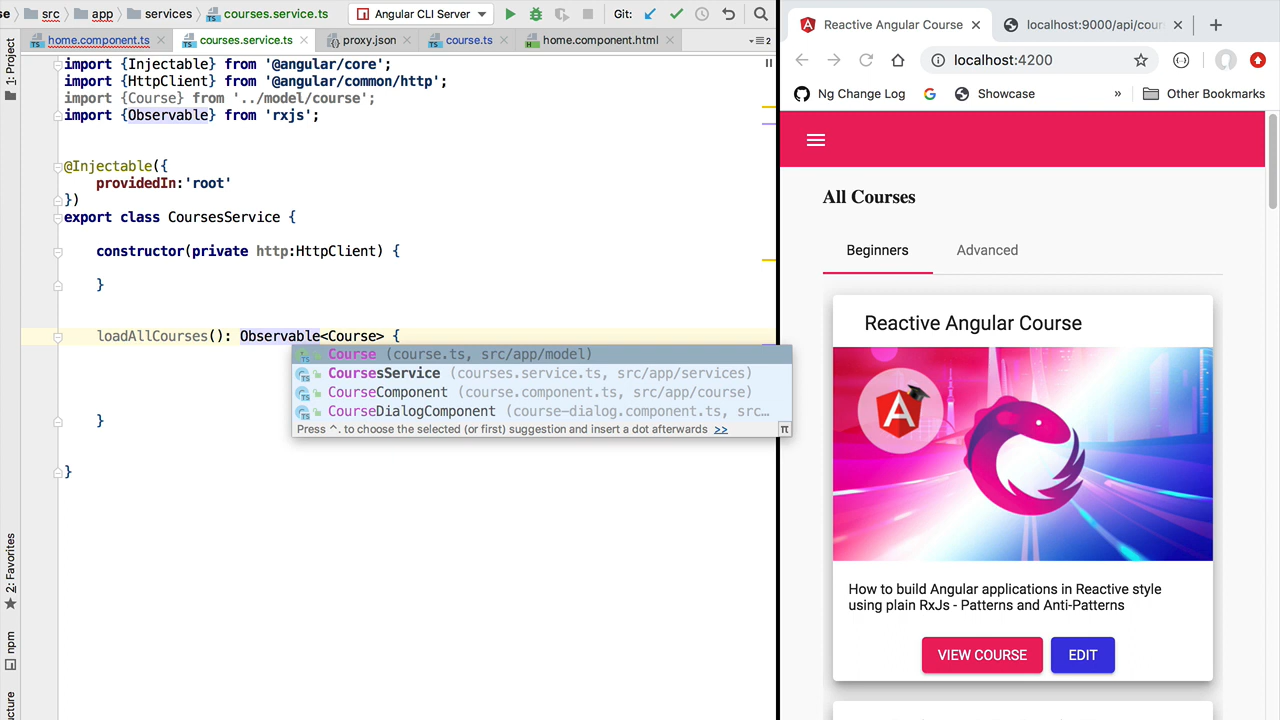 se src app services courses.service.ts Angular CLI Server Git:
home.component.ts courses.service.ts proxy.json course.ts home.component.html 2
1: Project
import {Injectable} from '@angular/core';
import {HttpClient} from '@angular/common/http';
import {Course} from '../model/course';
import {Observable} from 'rxjs';
@Injectable({
providedIn:'root'
})
export class CoursesService {
constructor(private http:HttpClient) {
}
loadAllCourses(): Observable<Course> {
Course (course.ts, src/app/model)
CoursesService (courses.service.ts, src/app/services)
CourseComponent (course.component.ts, src/app/course)
CourseDialogComponent (course-dialog.component.ts, src…
Press ^. to choose the selected (or first) suggestion and insert a dot afterwards >> π
}
}
2: Favorites
npm
ucture
Reactive Angular Course localhost:9000/api/cour
localhost:4200
Ng Change Log Showcase » Other Bookmarks
All Courses
Beginners Advanced
Reactive Angular Course
How to build Angular applications in Reactive style
using plain RxJs - Patterns and Anti-Patterns
VIEW COURSE EDIT